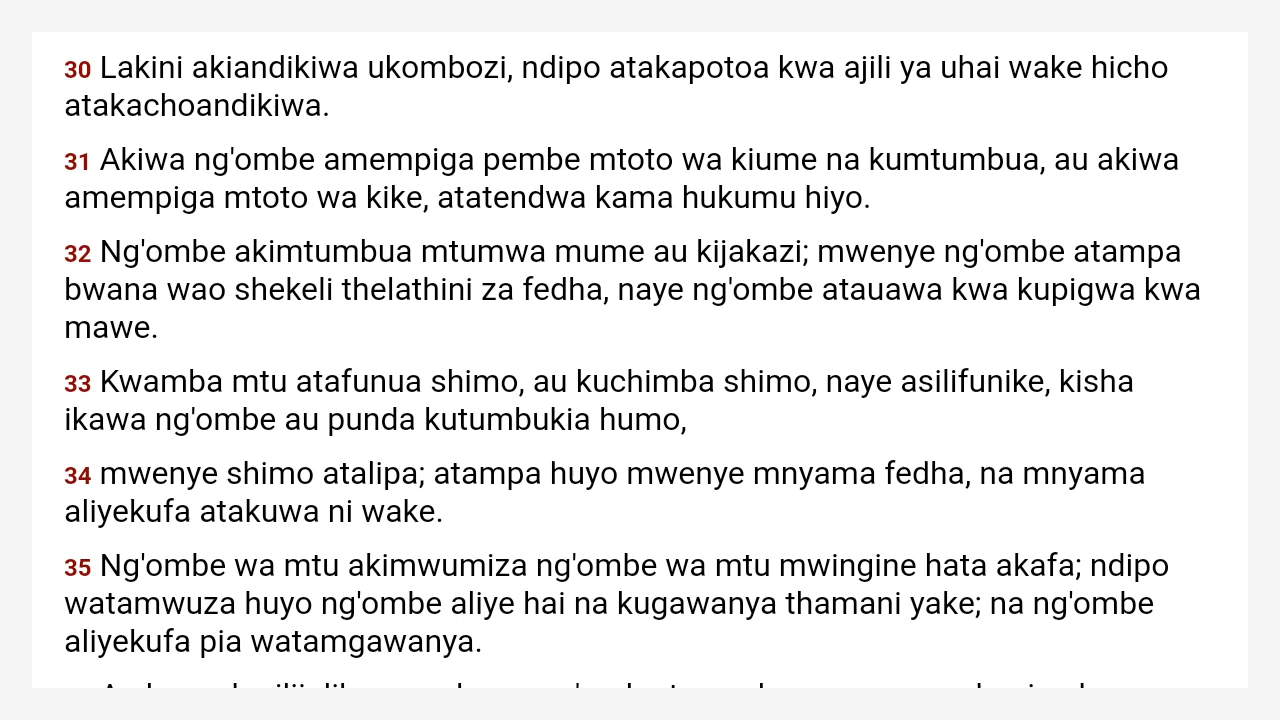 30 Lakini akiandikiwa ukombozi, ndipo atakapotoa kwa ajili ya uhai wake hicho
atakachoandikiwa.
31 Akiwa ng'ombe amempiga pembe mtoto wa kiume na kumtumbua, au akiwa
amempiga mtoto wa kike, atatendwa kama hukumu hiyo.
32 Ng'ombe akimtumbua mtumwa mume au kijakazi; mwenye ng'ombe atampa
bwana wao shekeli thelathini za fedha, naye ng'ombe atauawa kwa kupigwa kwa
mawe.
33 Kwamba mtu atafunua shimo, au kuchimba shimo, naye asilifunike, kisha
ikawa ng'ombe au punda kutumbukia humo,
34 mwenye shimo atalipa; atampa huyo mwenye mnyama fedha, na mnyama
aliyekufa atakuwa ni wake.
35 Ng'ombe wa mtu akimwumiza ng'ombe wa mtu mwingine hata akafa; ndipo
watamwuza huyo ng'ombe aliye hai na kugawanya thamani yake; na ng'ombe
aliyekufa pia watamgawanya.